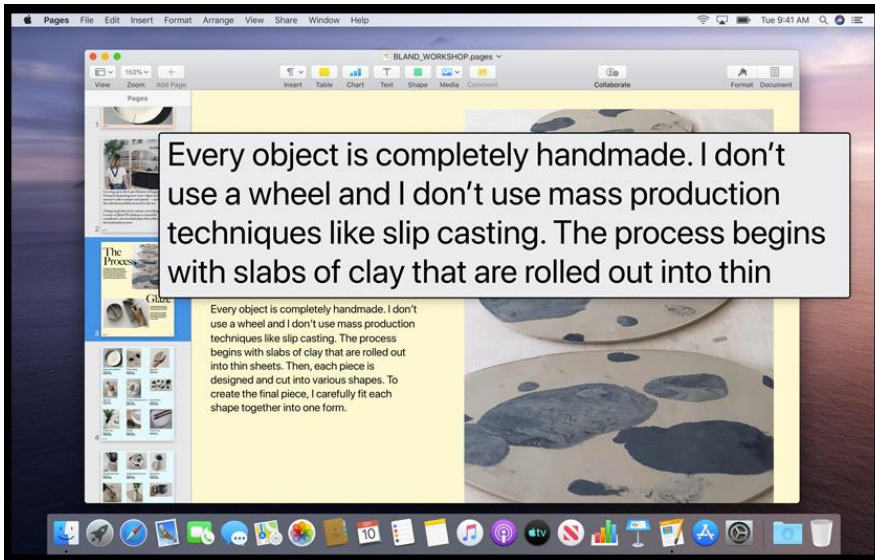 Pages File Edit Insert Format Arrange View Share Window Help
Tue 9:41 AM
BLAND_WORKSHOP.pages
150%
View Zoom Add Page Insert Table Chart Text Shape Media Comment Collaborate Format Document
Pages
1
2
The
Process
Glaze
3
4
Every object is completely handmade. I don’t
use a wheel and I don’t use mass production
techniques like slip casting. The process begins
with slabs of clay that are rolled out into thin
Every object is completely handmade. I don’t
use a wheel and I don’t use mass production
techniques like slip casting. The process
begins with slabs of clay that are rolled out
into thin sheets. Then, each piece is
designed and cut into various shapes. To
create the final piece, I carefully fit each
shape together into one form.
10
tv